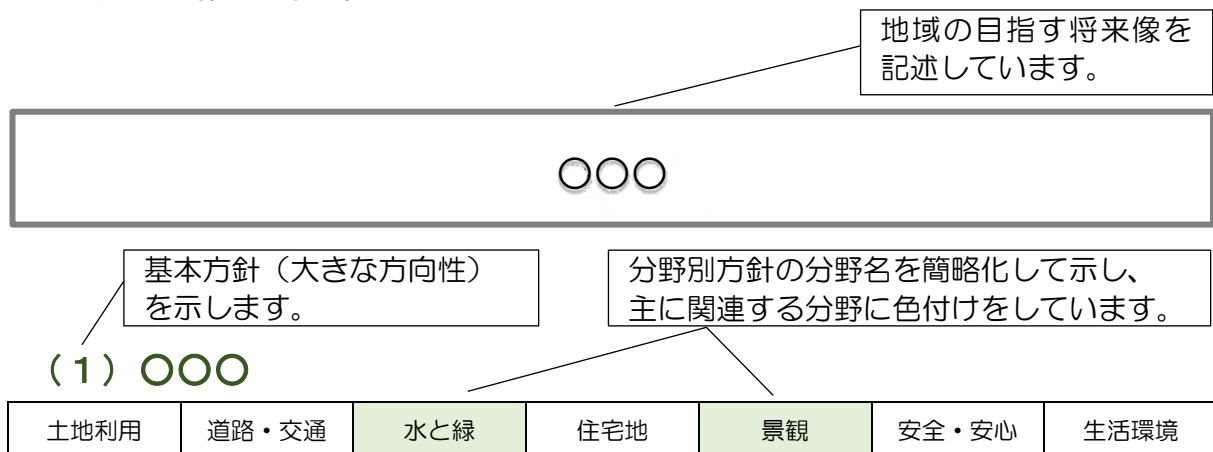 地域の目指す将来像を
記述しています。
○○○
基本方針（大きな方向性）
を示します。
分野別方針の分野名を簡略化して示し、
主に関連する分野に色付けをしています。
（１）○○○
土地利用 道路・交通 水と緑 住宅地 景観 安全・安心 生活環境